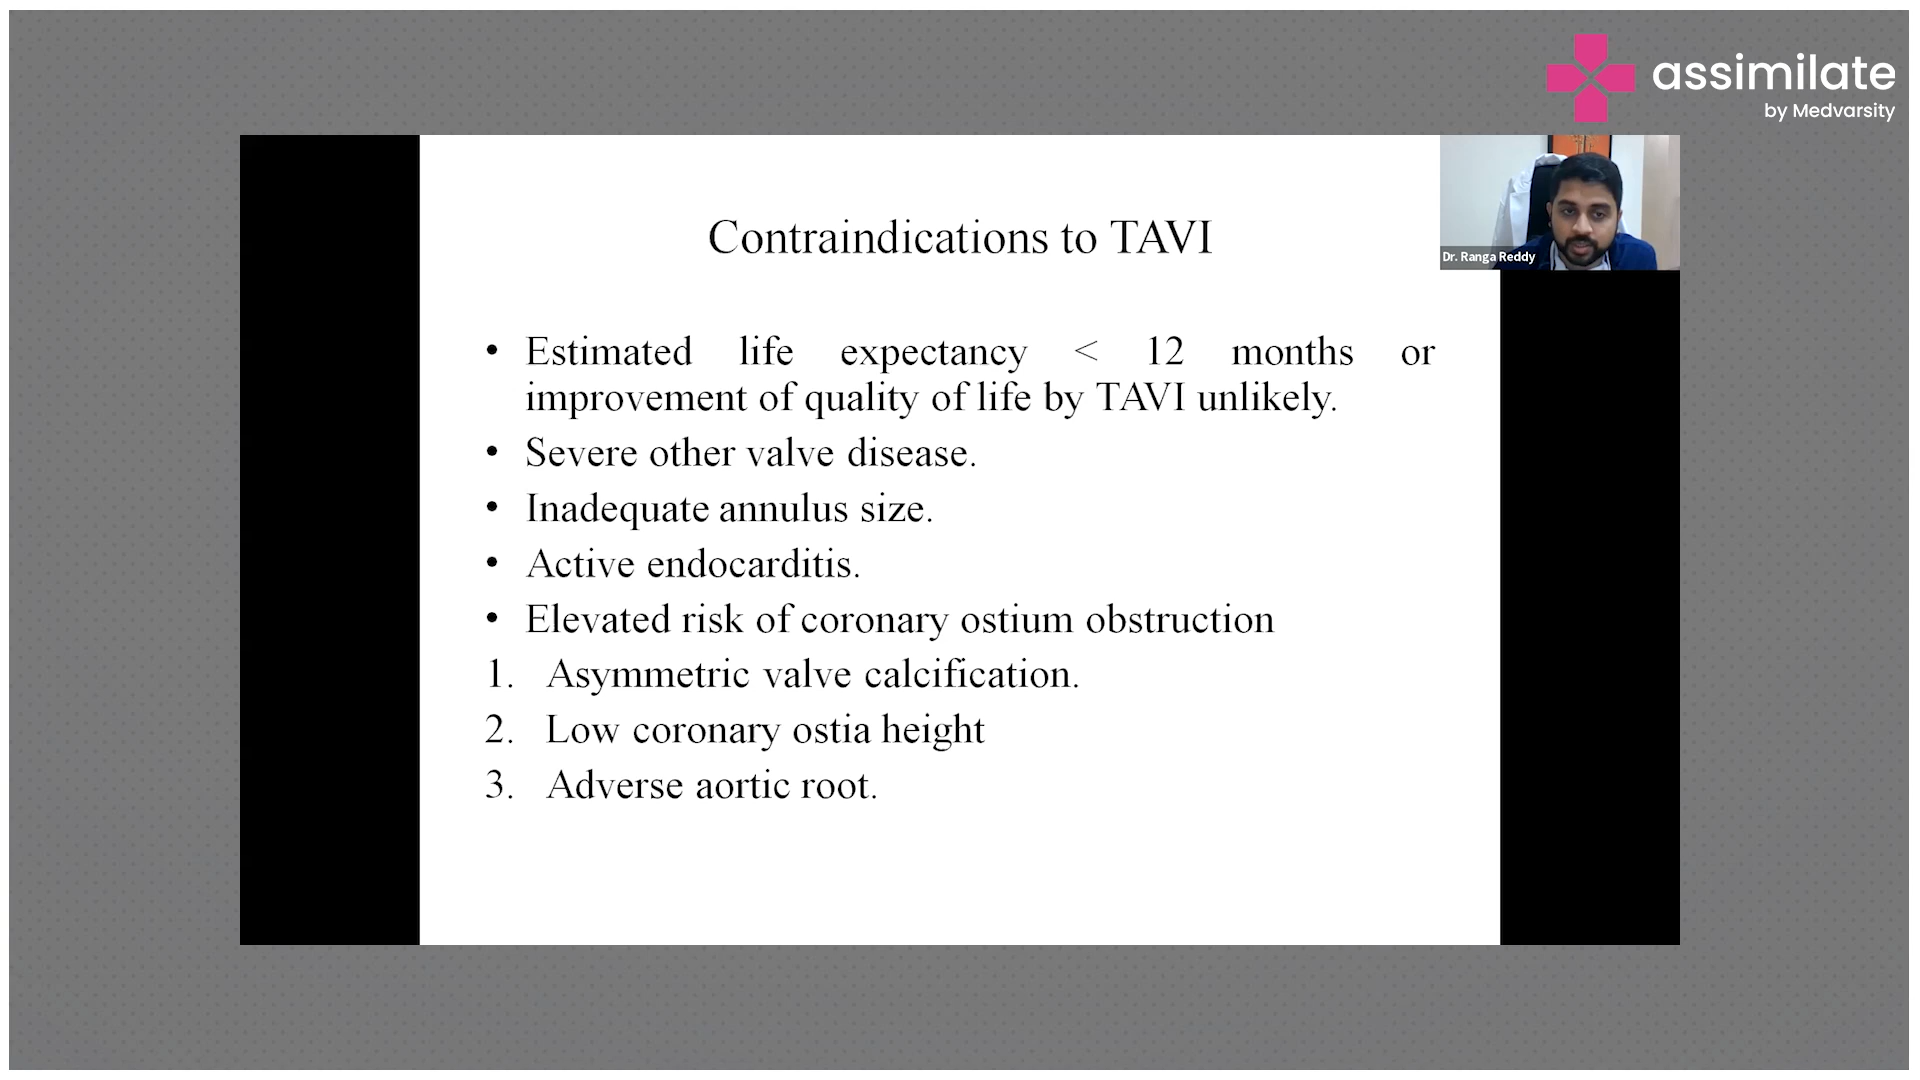 assimilate
by Medvarsity
Dr. Ranga Reddy
Contraindications to TAVI
• Estimated life expectancy < 12 months or
improvement of quality of life by TAVI unlikely.
• Severe other valve disease.
• Inadequate annulus size.
• Active endocarditis.
• Elevated risk of coronary ostium obstruction
1. Asymmetric valve calcification.
2. Low coronary ostia height
3. Adverse aortic root.